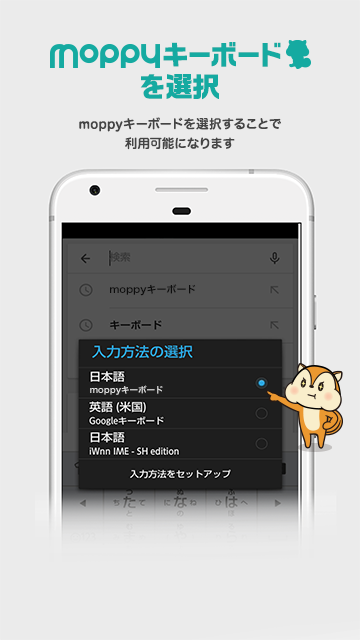 moppyキーボード
を選択
moppyキーボードを選択することで
利用可能になります
検索
moppyキーボード
キーボード
入力方法の選択
日本語
moppyキーボード
英語 (米国)
Googleキーボード
日本語
iWnn IME - SH edition
入力方法をセットアップ